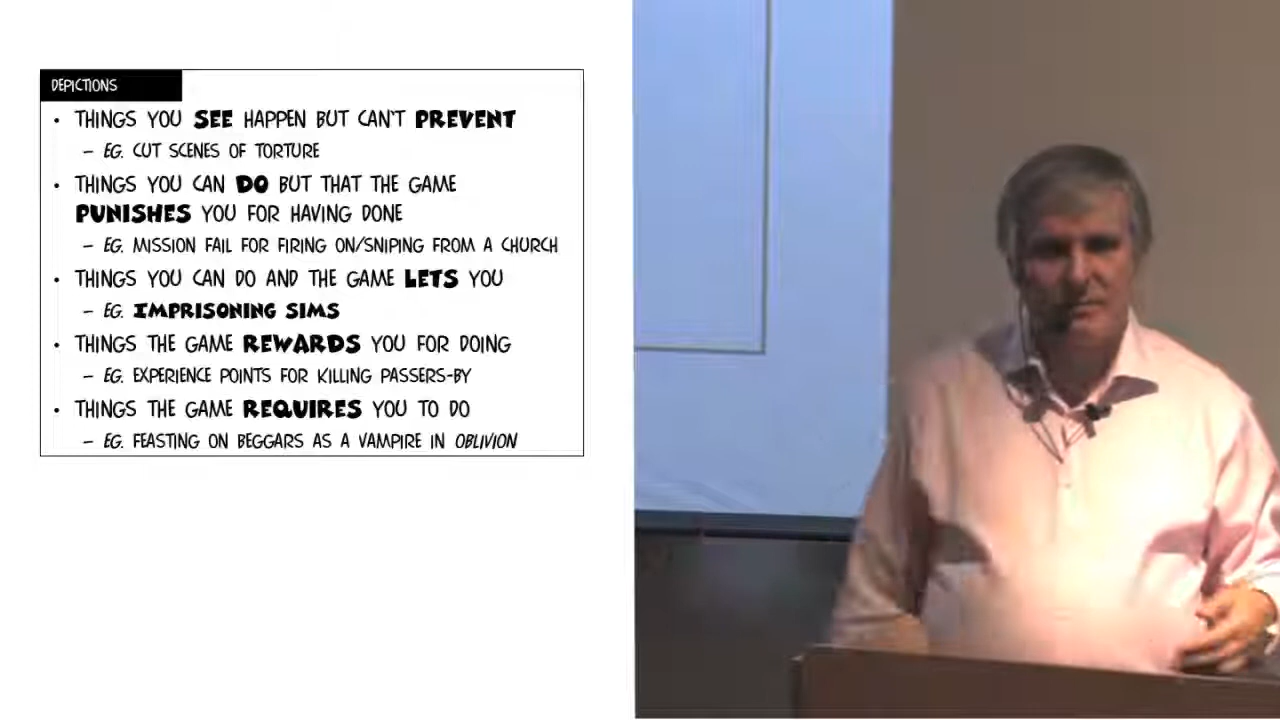 DEPICTIONS
• THINGS YOU SEE HAPPEN BUT CAN'T PREVENT
– EG. CUT SCENES OF TORTURE
• THINGS YOU CAN DO BUT THAT THE GAME
PUNISHES YOU FOR HAVING DONE
– EG. MISSION FAIL FOR FIRING ON/SNIPING FROM A CHURCH
• THINGS YOU CAN DO AND THE GAME LETS YOU
– EG. IMPRISONING SIMS
• THINGS THE GAME REWARDS YOU FOR DOING
– EG. EXPERIENCE POINTS FOR KILLING PASSERS-BY
• THINGS THE GAME REQUIRES YOU TO DO
– EG. FEASTING ON BEGGARS AS A VAMPIRE IN OBLIVION